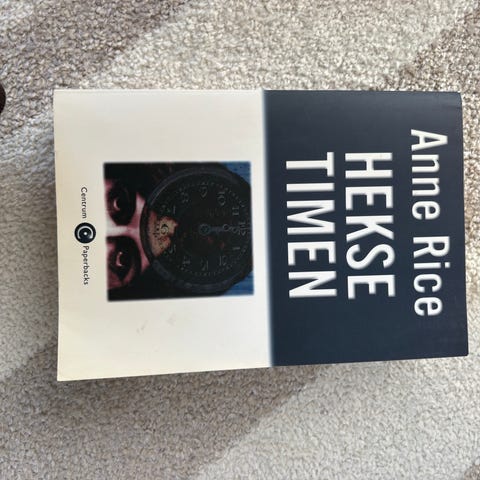 Anne Rice
HEKSE
TIMEN
Centrum Paperbacks